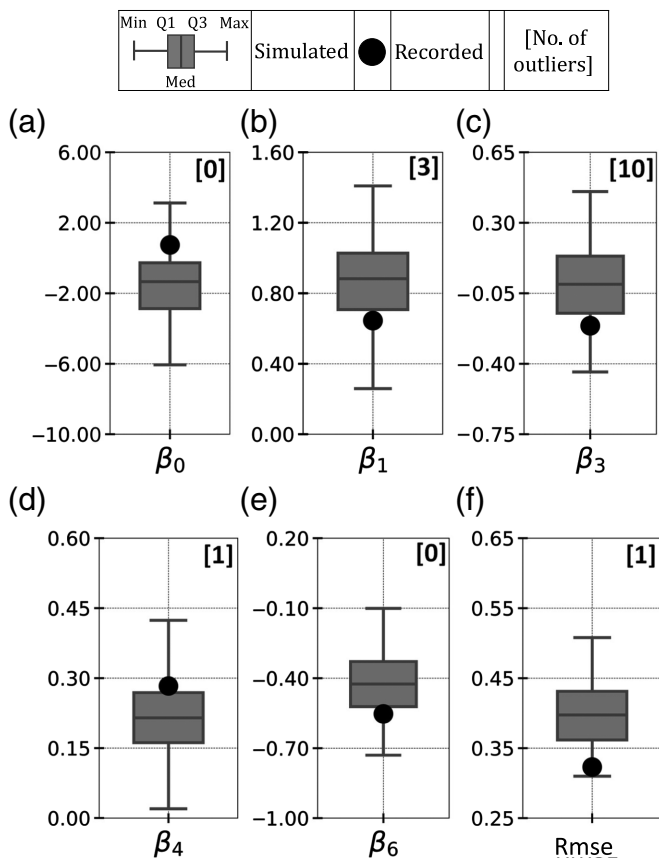 Min Q1 Q3 Max
Med
Simulated
Recorded
[No. of
outliers]
(a)
6.00
2.00
−2.00
−6.00
−10.00
[0]
β0
(b)
1.60
1.20
0.80
0.40
0.00
[3]
β1
(c)
0.65
0.30
−0.05
−0.40
−0.75
[10]
β3
(d)
0.60
0.45
0.30
0.15
0.00
[1]
β4
(e)
0.20
−0.10
−0.40
−0.70
−1.00
[0]
β6
(f)
0.65
0.55
0.45
0.35
0.25
[1]
Rmse